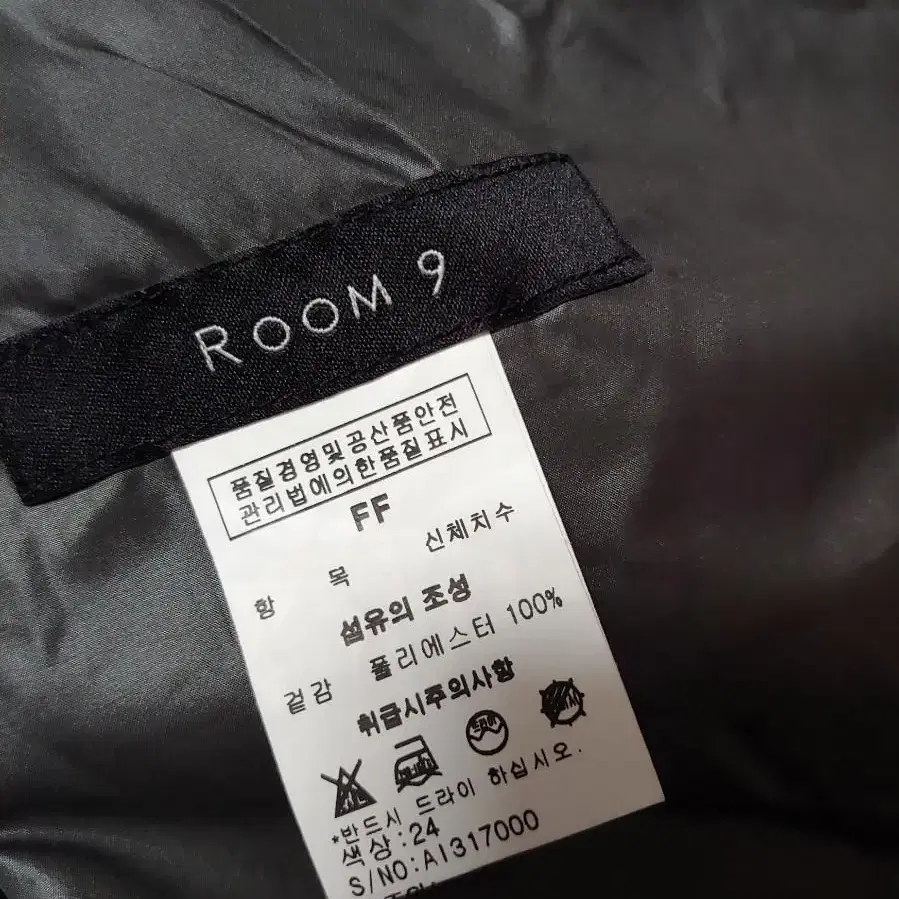 ROOM 9
품질경영및공산품안전
관리법에의한품질표시
FF
항 목 신체치수
섬유의 조성
겉감 폴리에스터 100%
취급시주의사항
*반드시 드라이 하십시오.
색상:24
S/NO:AI317000